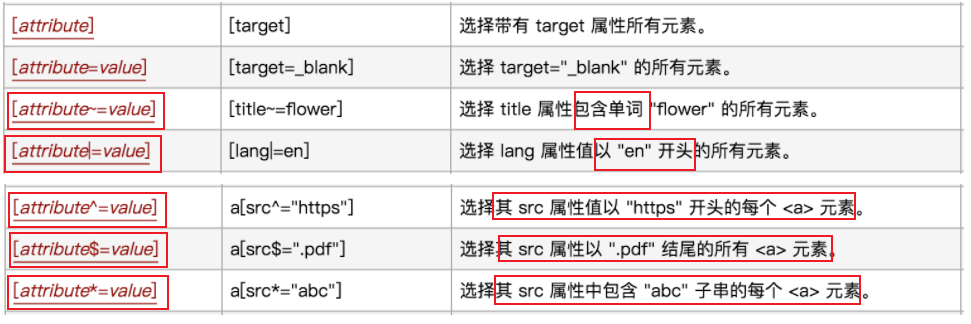 [attribute] [target] 选择带有 target 属性所有元素。
[attribute=value] [target=_blank] 选择 target="_blank" 的所有元素。
[attribute~=value] [title~=flower] 选择 title 属性包含单词 "flower" 的所有元素。
[attribute|=value] [lang|=en] 选择 lang 属性值以 "en" 开头的所有元素。
[attribute^=value] a[src^="https"] 选择其 src 属性值以 "https" 开头的每个 <a> 元素。
[attribute$=value] a[src$=".pdf"] 选择其 src 属性以 ".pdf" 结尾的所有 <a> 元素。
[attribute*=value] a[src*="abc"] 选择其 src 属性中包含 "abc" 子串的每个 <a> 元素。